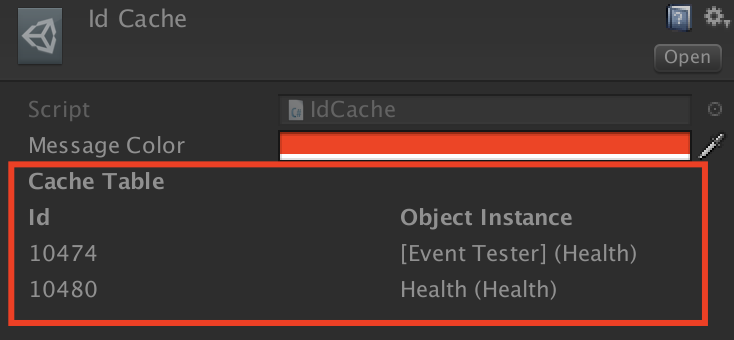 Id Cache
Open
Script IdCache
Message Color
Cache Table
Id Object Instance
10474 [Event Tester] (Health)
10480 Health (Health)